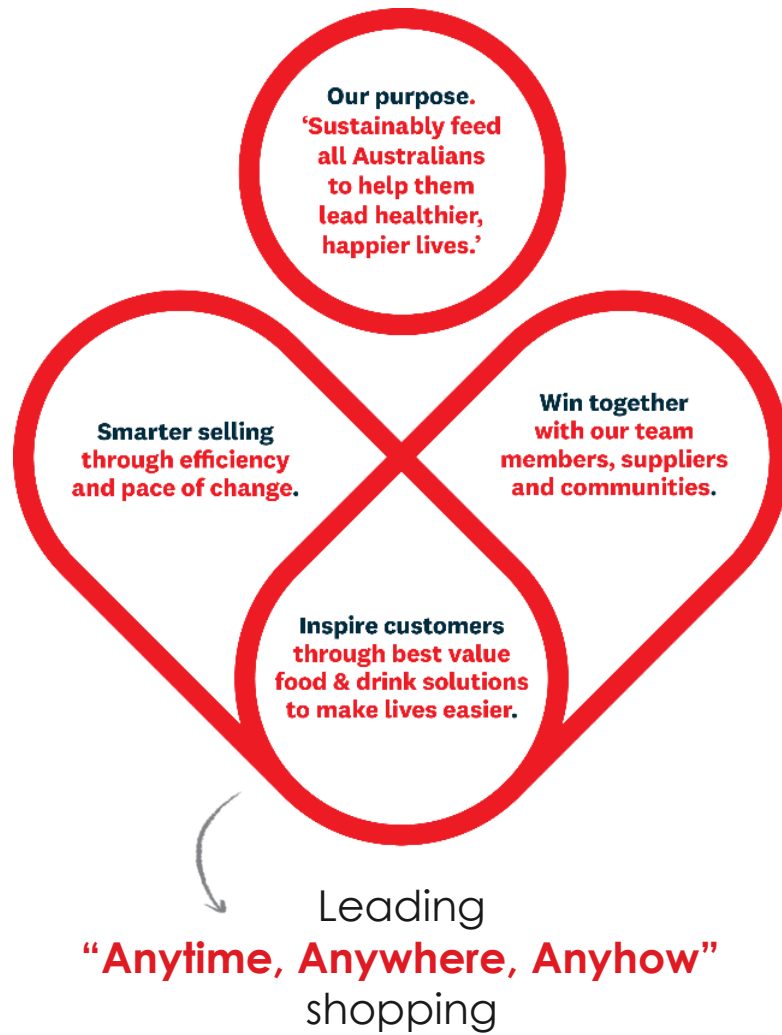 Our purpose.
‘Sustainably feed
all Australians
to help them
lead healthier,
happier lives.’
Smarter selling
through efficiency
and pace of change.
Win together
with our team
members, suppliers
and communities.
Inspire customers
through best value
food & drink solutions
to make lives easier.
Leading
“Anytime, Anywhere, Anyhow”
shopping